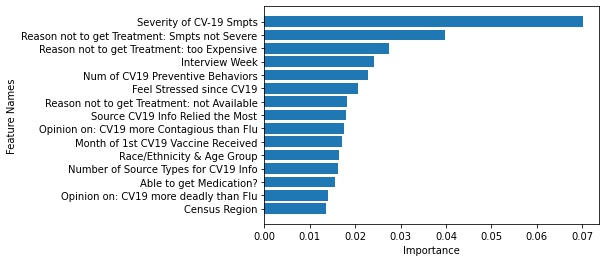 Severity of CV-19 Smpts
Reason not to get Treatment: Smpts not Severe
Reason not to get Treatment: too Expensive
Interview Week
Num of CV19 Preventive Behaviors
Feel Stressed since CV19
Reason not to get Treatment: not Available
Source CV19 Info Relied the Most
Opinion on: CV19 more Contagious than Flu
Month of 1st CV19 Vaccine Received
Race/Ethnicity & Age Group
Number of Source Types for CV19 Info
Able to get Medication?
Opinion on: CV19 more deadly than Flu
Census Region
Feature Names
0.00 0.01 0.02 0.03 0.04 0.05 0.06 0.07
Importance